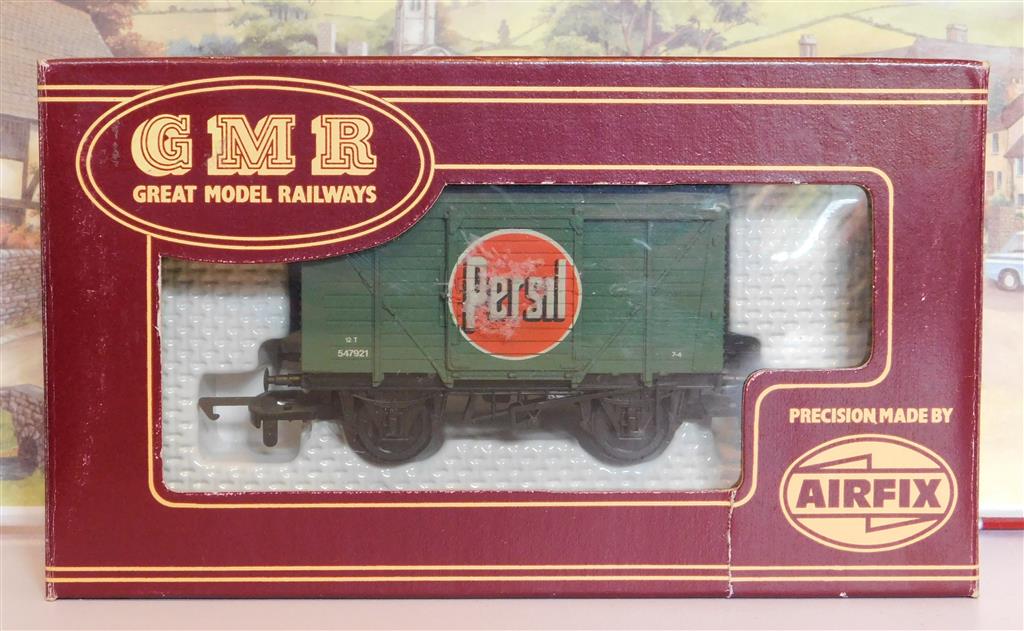 GMR
GREAT MODEL RAILWAYS
Persil
12 T
547921
7-4
PRECISION MADE BY
AIRFIX